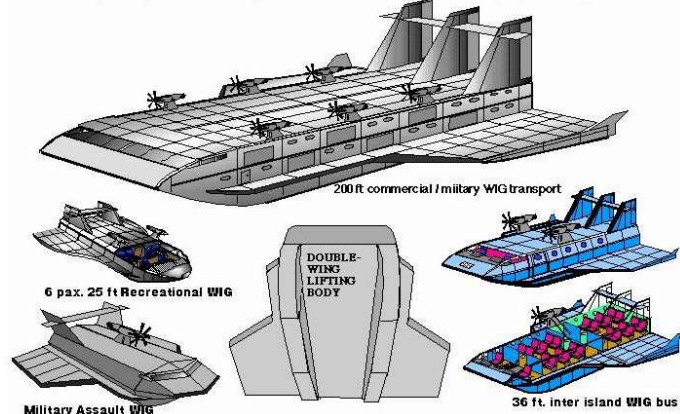 200 ft commercial / miitary WIG transport
6 pax. 25 ft Recreational WIG
DOUBLE-
WING
LIFTING
BODY
Military Assault WIG
36 ft. inter island WIG bus